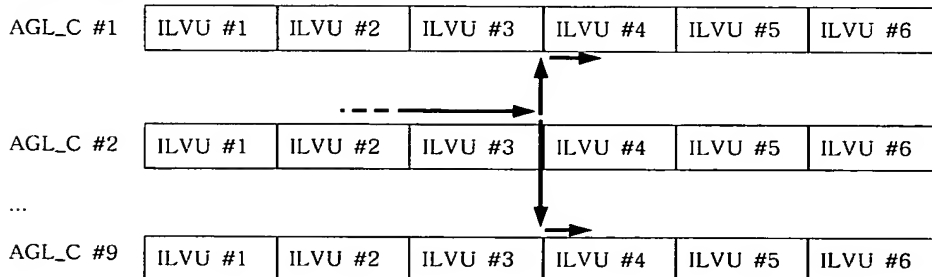 AGL_C #1 ILVU #1 ILVU #2 ILVU #3 ILVU #4 ILVU #5 ILVU #6
AGL_C #2 ILVU #1 ILVU #2 ILVU #3 ILVU #4 ILVU #5 ILVU #6
...
AGL_C #9 ILVU #1 ILVU #2 ILVU #3 ILVU #4 ILVU #5 ILVU #6